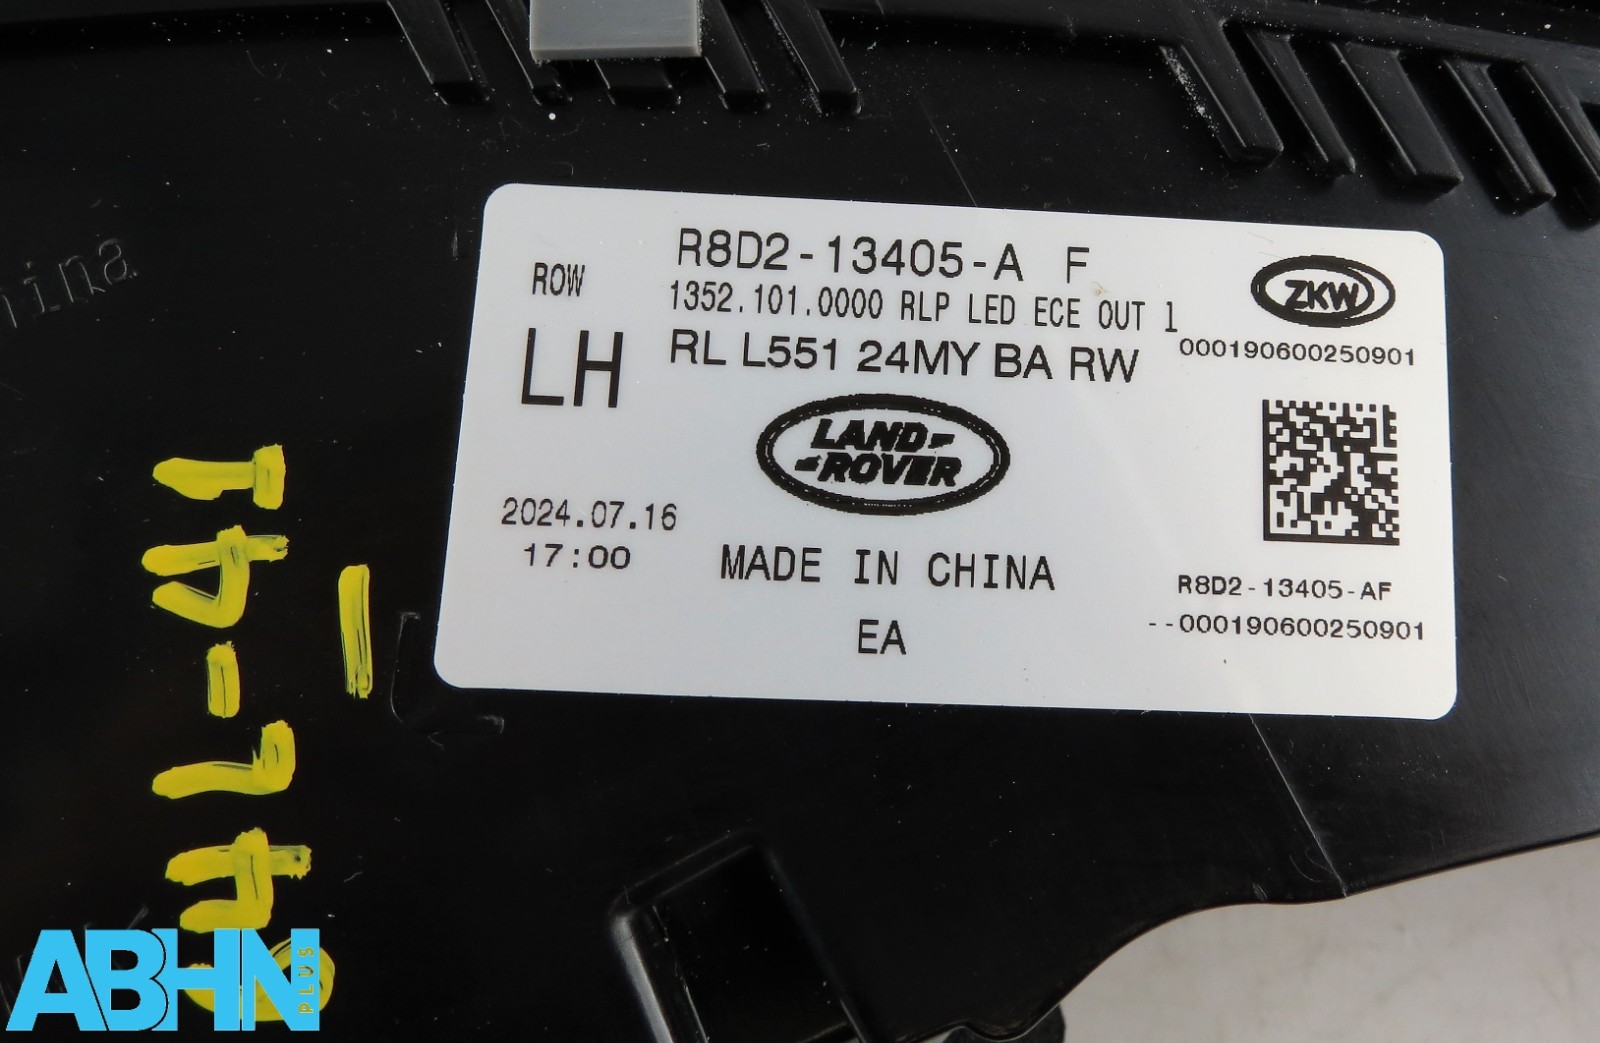 R8D2-13405-A F
ROW
1352.101.0000 RLP LED ECE OUT 1
LH
RL L551 24MY BA RW
ZKW
000190600250901
LAND
ROVER
2024.07.16
17:00
MADE IN CHINA
EA
R8D2-13405-AF
--000190600250901
ABHN
PLUS